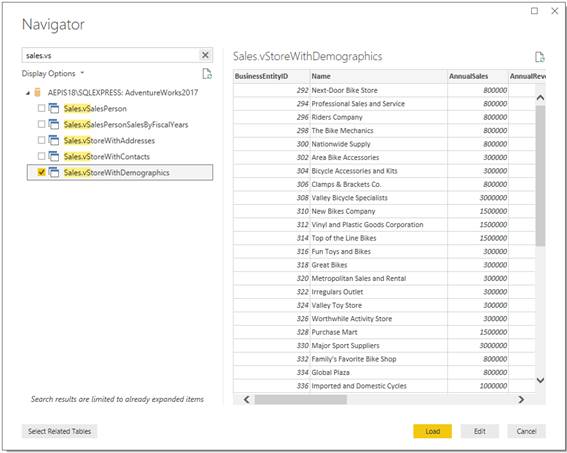 Navigator
sales.vs
Display Options
AEPIS18\SQLEXPRESS: AdventureWorks2017
Sales.vSalesPerson
Sales.vSalesPersonSalesByFiscalYears
Sales.vStoreWithAddresses
Sales.vStoreWithContacts
Sales.vStoreWithDemographics
Search results are limited to already expanded items
Sales.vStoreWithDemographics
BusinessEntityID Name AnnualSales AnnualReve
292 Next-Door Bike Store 800000
294 Professional Sales and Service 800000
296 Riders Company 800000
298 The Bike Mechanics 800000
300 Nationwide Supply 800000
302 Area Bike Accessories 300000
304 Bicycle Accessories and Kits 300000
306 Clamps & Brackets Co. 800000
308 Valley Bicycle Specialists 3000000
310 New Bikes Company 1500000
312 Vinyl and Plastic Goods Corporation 1500000
314 Top of the Line Bikes 1500000
316 Fun Toys and Bikes 300000
318 Great Bikes 300000
320 Metropolitan Sales and Rental 300000
322 Irregulars Outlet 300000
324 Valley Toy Store 300000
326 Worthwhile Activity Store 300000
328 Purchase Mart 1500000
330 Major Sport Suppliers 3000000
332 Family's Favorite Bike Shop 800000
334 Global Plaza 800000
336 Imported and Domestic Cycles 1000000
Select Related Tables
Load
Edit
Cancel